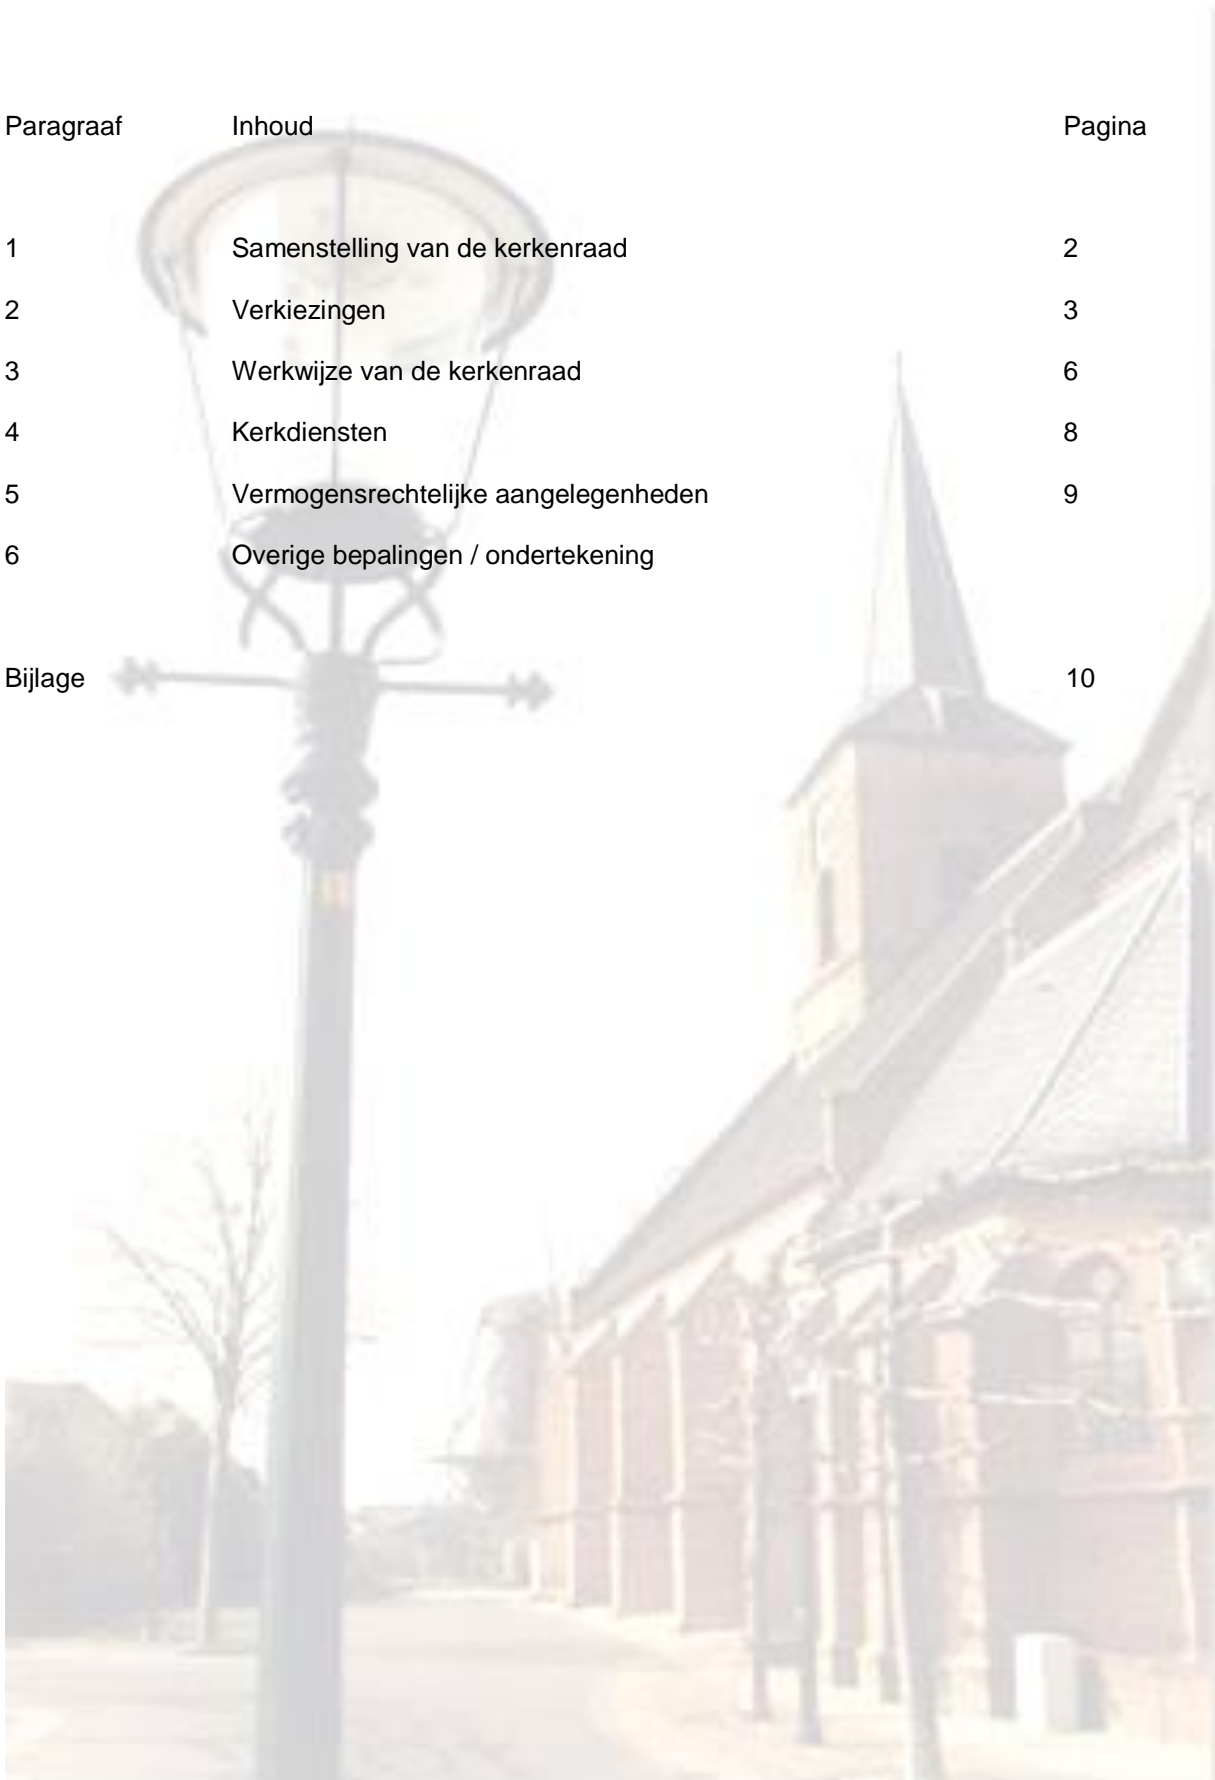 Paragraaf Inhoud Pagina
1 Samenstelling van de kerkenraad 2
2 Verkiezingen 3
3 Werkwijze van de kerkenraad 6
4 Kerkdiensten 8
5 Vermogensrechtelijke aangelegenheden 9
6 Overige bepalingen / ondertekening
Bijlage 10